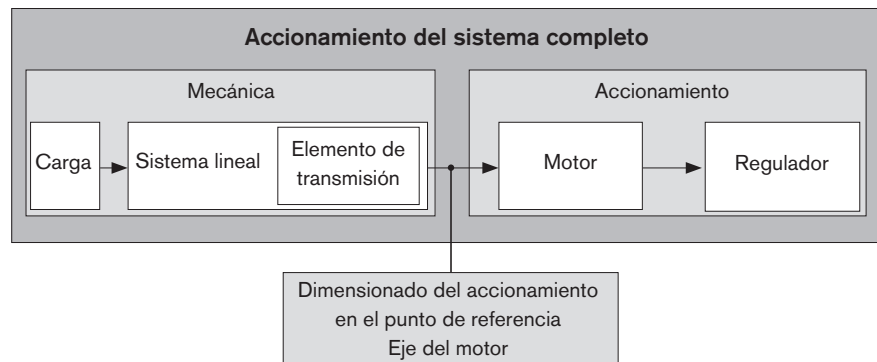 Accionamiento del sistema completo
Mecánica
Accionamiento
Carga
Sistema lineal
Elemento de
transmisión
Motor
Regulador
Dimensionado del accionamiento
en el punto de referencia
Eje del motor